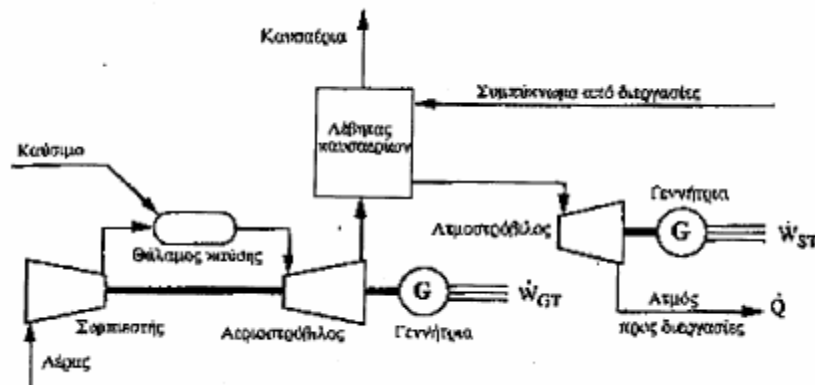 Καυσαέρια
Συμπύκνωμα από διεργασίες
Λέβητας
καυσαερίων
Καύσιμο
Γεννήτρια
Ατμοστρόβιλος
G
Ẇ_ST
Θάλαμος καύσης
G
Ẇ_GT
Ατμός
Q̇
προς διεργασίες
Συμπιεστής
Αεριοστρόβιλος
Γεννήτρια
Αέρας